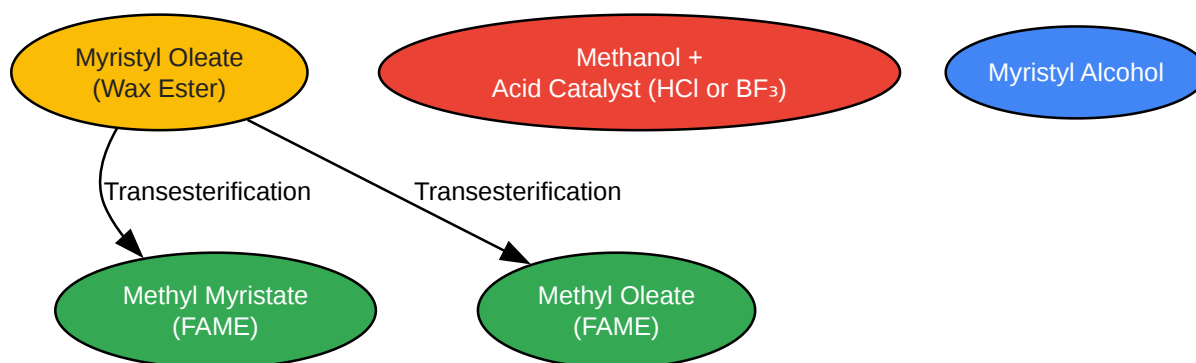 Myristyl Oleate
(Wax Ester)
Methanol +
Acid Catalyst (HCl or BF₃)
Myristyl Alcohol
Transesterification
Transesterification
Methyl Myristate
(FAME)
Methyl Oleate
(FAME)